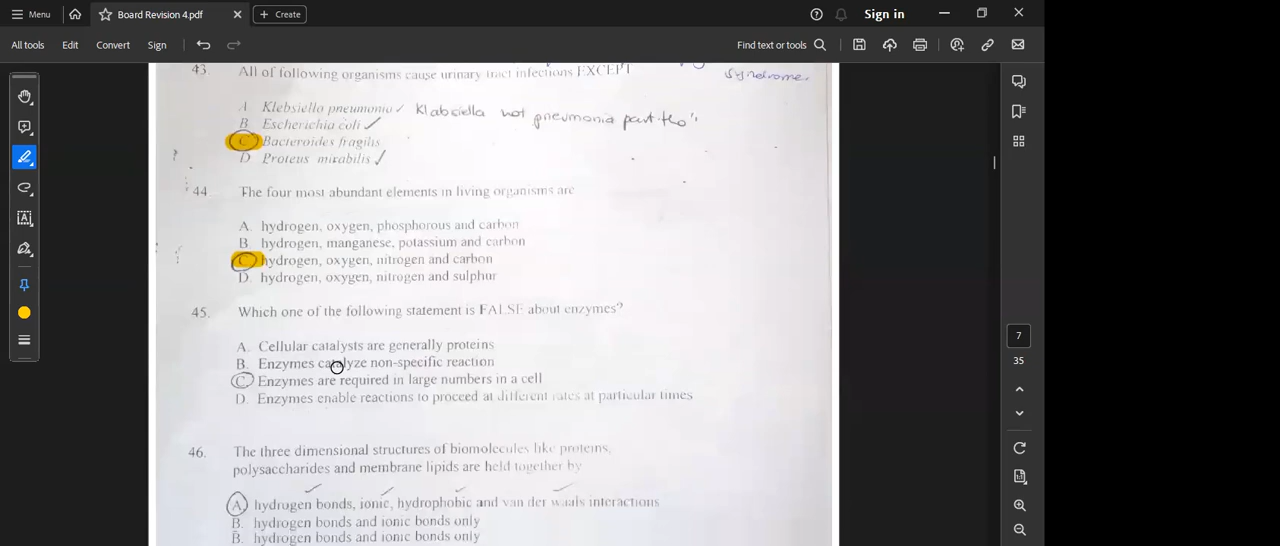 Menu
Board Revision 4.pdf
Create
Sign in
All tools Edit Convert Sign
Find text or tools
43. All of following organisms cause urinary tract infections EXCEPT
syndrome.
A Klebsiella pneumonia ✓ Klabsiella not pneumonia part tho'
B Escherichia coli ✓
C Bacteroides fragilis
D Proteus mirabilis ✓
44 The four most abundant elements in living organisms are
A. hydrogen, oxygen, phosphorous and carbon
B hydrogen, manganese, potassium and carbon
C hydrogen, oxygen, nitrogen and carbon
D hydrogen, oxygen, nitrogen and sulphur
45. Which one of the following statement is FALSE about enzymes?
A. Cellular catalysts are generally proteins
B. Enzymes catalyze non-specific reaction
C. Enzymes are required in large numbers in a cell
D. Enzymes enable reactions to proceed at different rates at particular times
46. The three dimensional structures of biomolecules like proteins,
polysaccharides and membrane lipids are held together by
A. hydrogen bonds, ionic, hydrophobic and van der waals interactions
B. hydrogen bonds and ionic bonds only
B. hydrogen bonds and ionic bonds only
7
35